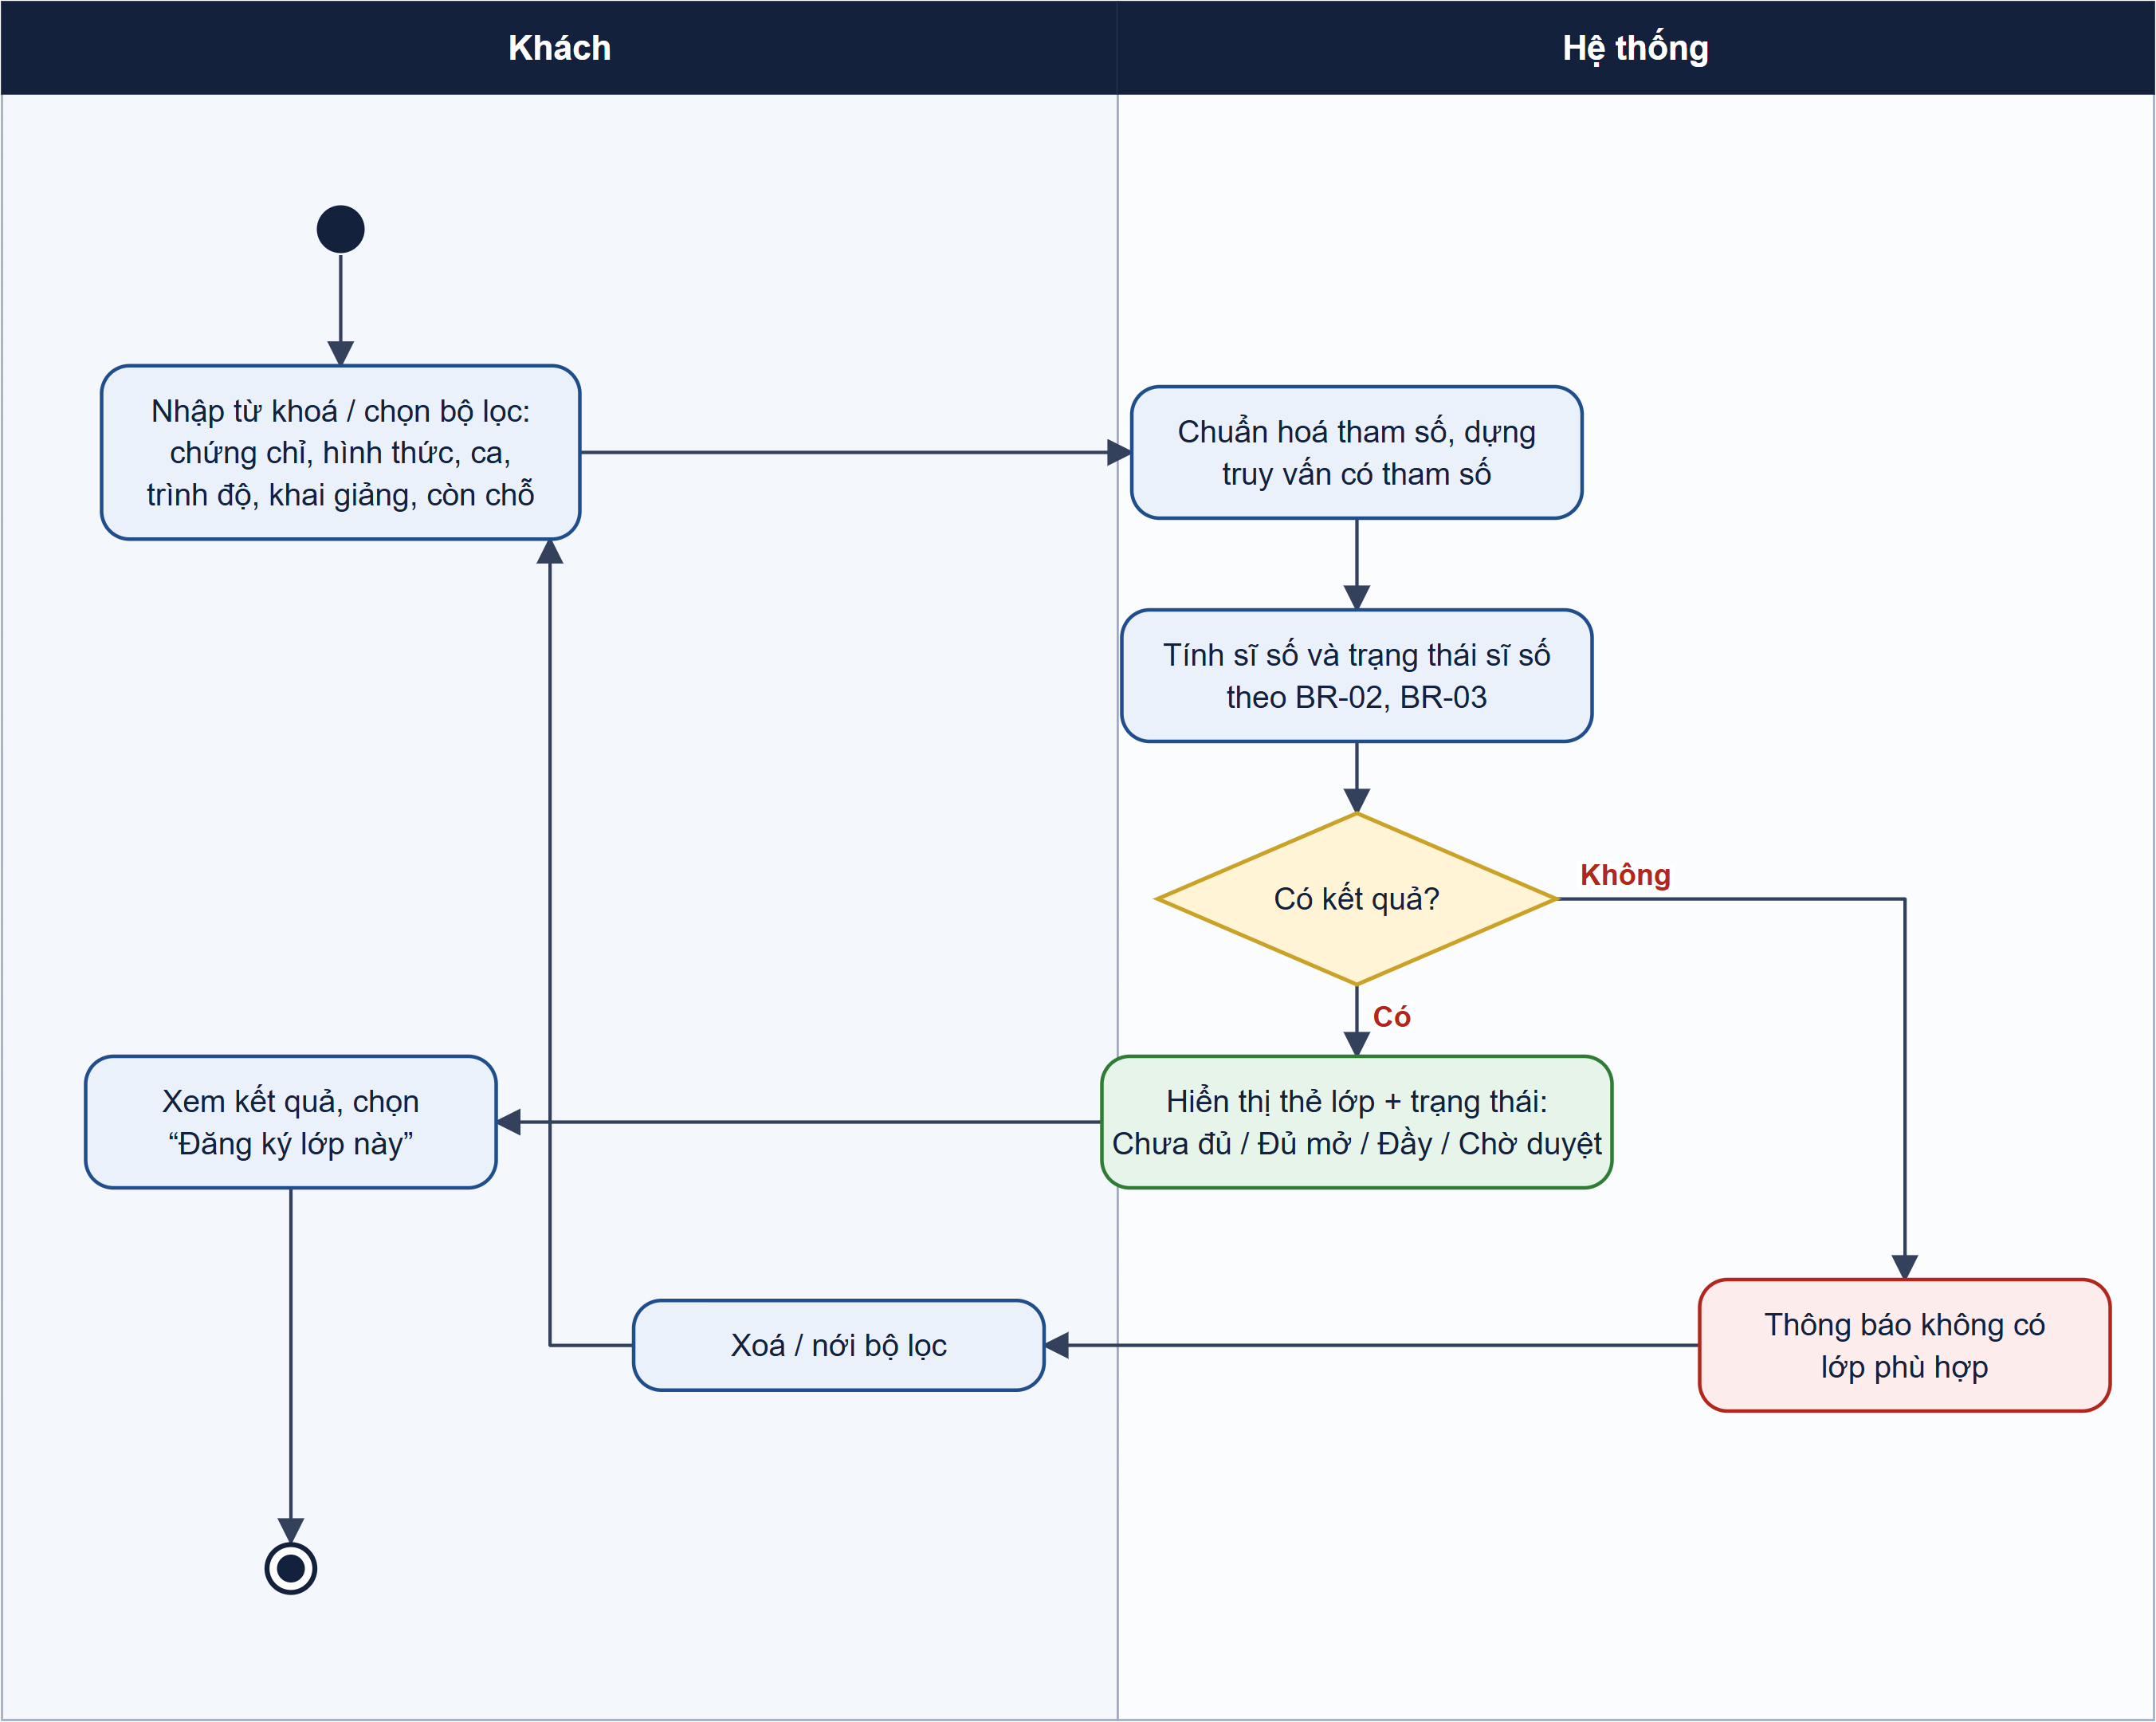 Khách
Hệ thống
Nhập từ khoá / chọn bộ lọc:
chứng chỉ, hình thức, ca,
trình độ, khai giảng, còn chỗ
Chuẩn hoá tham số, dựng
truy vấn có tham số
Tính sĩ số và trạng thái sĩ số
theo BR-02, BR-03
Có kết quả?
Không
Có
Hiển thị thẻ lớp + trạng thái:
Chưa đủ / Đủ mở / Đầy / Chờ duyệt
Xem kết quả, chọn
“Đăng ký lớp này”
Thông báo không có
lớp phù hợp
Xoá / nới bộ lọc